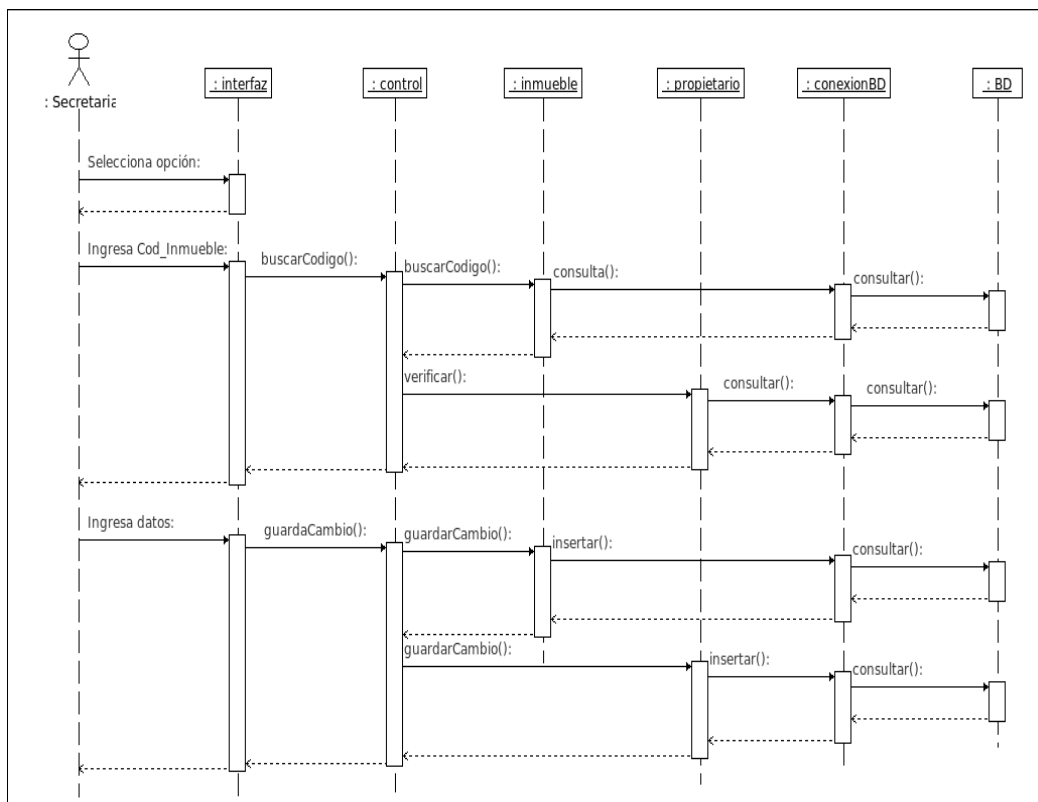 : interfaz
: control
: inmueble
: propietario
: conexionBD
: BD
: Secretaria
Selecciona opción:
Ingresa Cod_Inmueble:
buscarCodigo():
buscarCodigo():
consulta():
consultar():
verificar():
consultar():
consultar():
Ingresa datos:
guardaCambio():
guardarCambio():
insertar():
consultar():
guardarCambio():
insertar():
consultar():